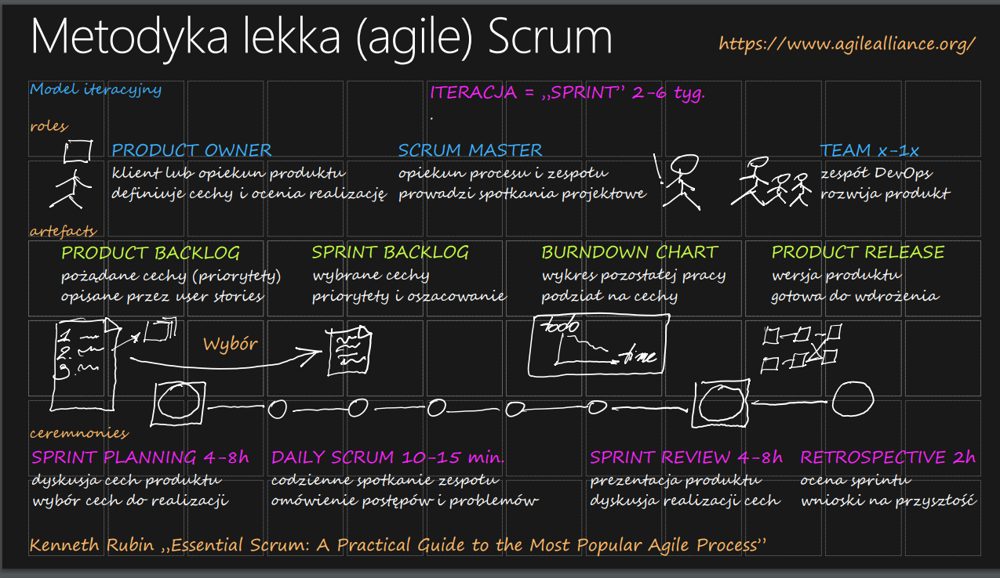 Metodyka lekka (agile) Scrum
https://www.agilealliance.org/
Model iteracyjny
ITERACJA = „SPRINT” 2-6 tyg.
.
roles
PRODUCT OWNER
klient lub opiekun produktu
definiuje cechy i ocenia realizację
SCRUM MASTER
opiekun procesu i zespołu
prowadzi spotkania projektowe
!
TEAM x-1x
zespół DevOps
rozwija produkt
artefacts
PRODUCT BACKLOG
pożądane cechy (priorytety)
opisane przez user stories
SPRINT BACKLOG
wybrane cechy
priorytety i oszacowanie
BURNDOWN CHART
wykres pozostałej pracy
podział na cechy
PRODUCT RELEASE
wersja produktu
gotowa do wdrożenia
1.
2.
3.
Wybór
todo
time
ceremnonies
SPRINT PLANNING 4-8h
dyskusja cech produktu
wybór cech do realizacji
DAILY SCRUM 10-15 min.
codzienne spotkanie zespołu
omówienie postępów i problemów
SPRINT REVIEW 4-8h
prezentacja produktu
dyskusja realizacji cech
RETROSPECTIVE 2h
ocena sprintu
wnioski na przyszłość
Kenneth Rubin „Essential Scrum: A Practical Guide to the Most Popular Agile Process”